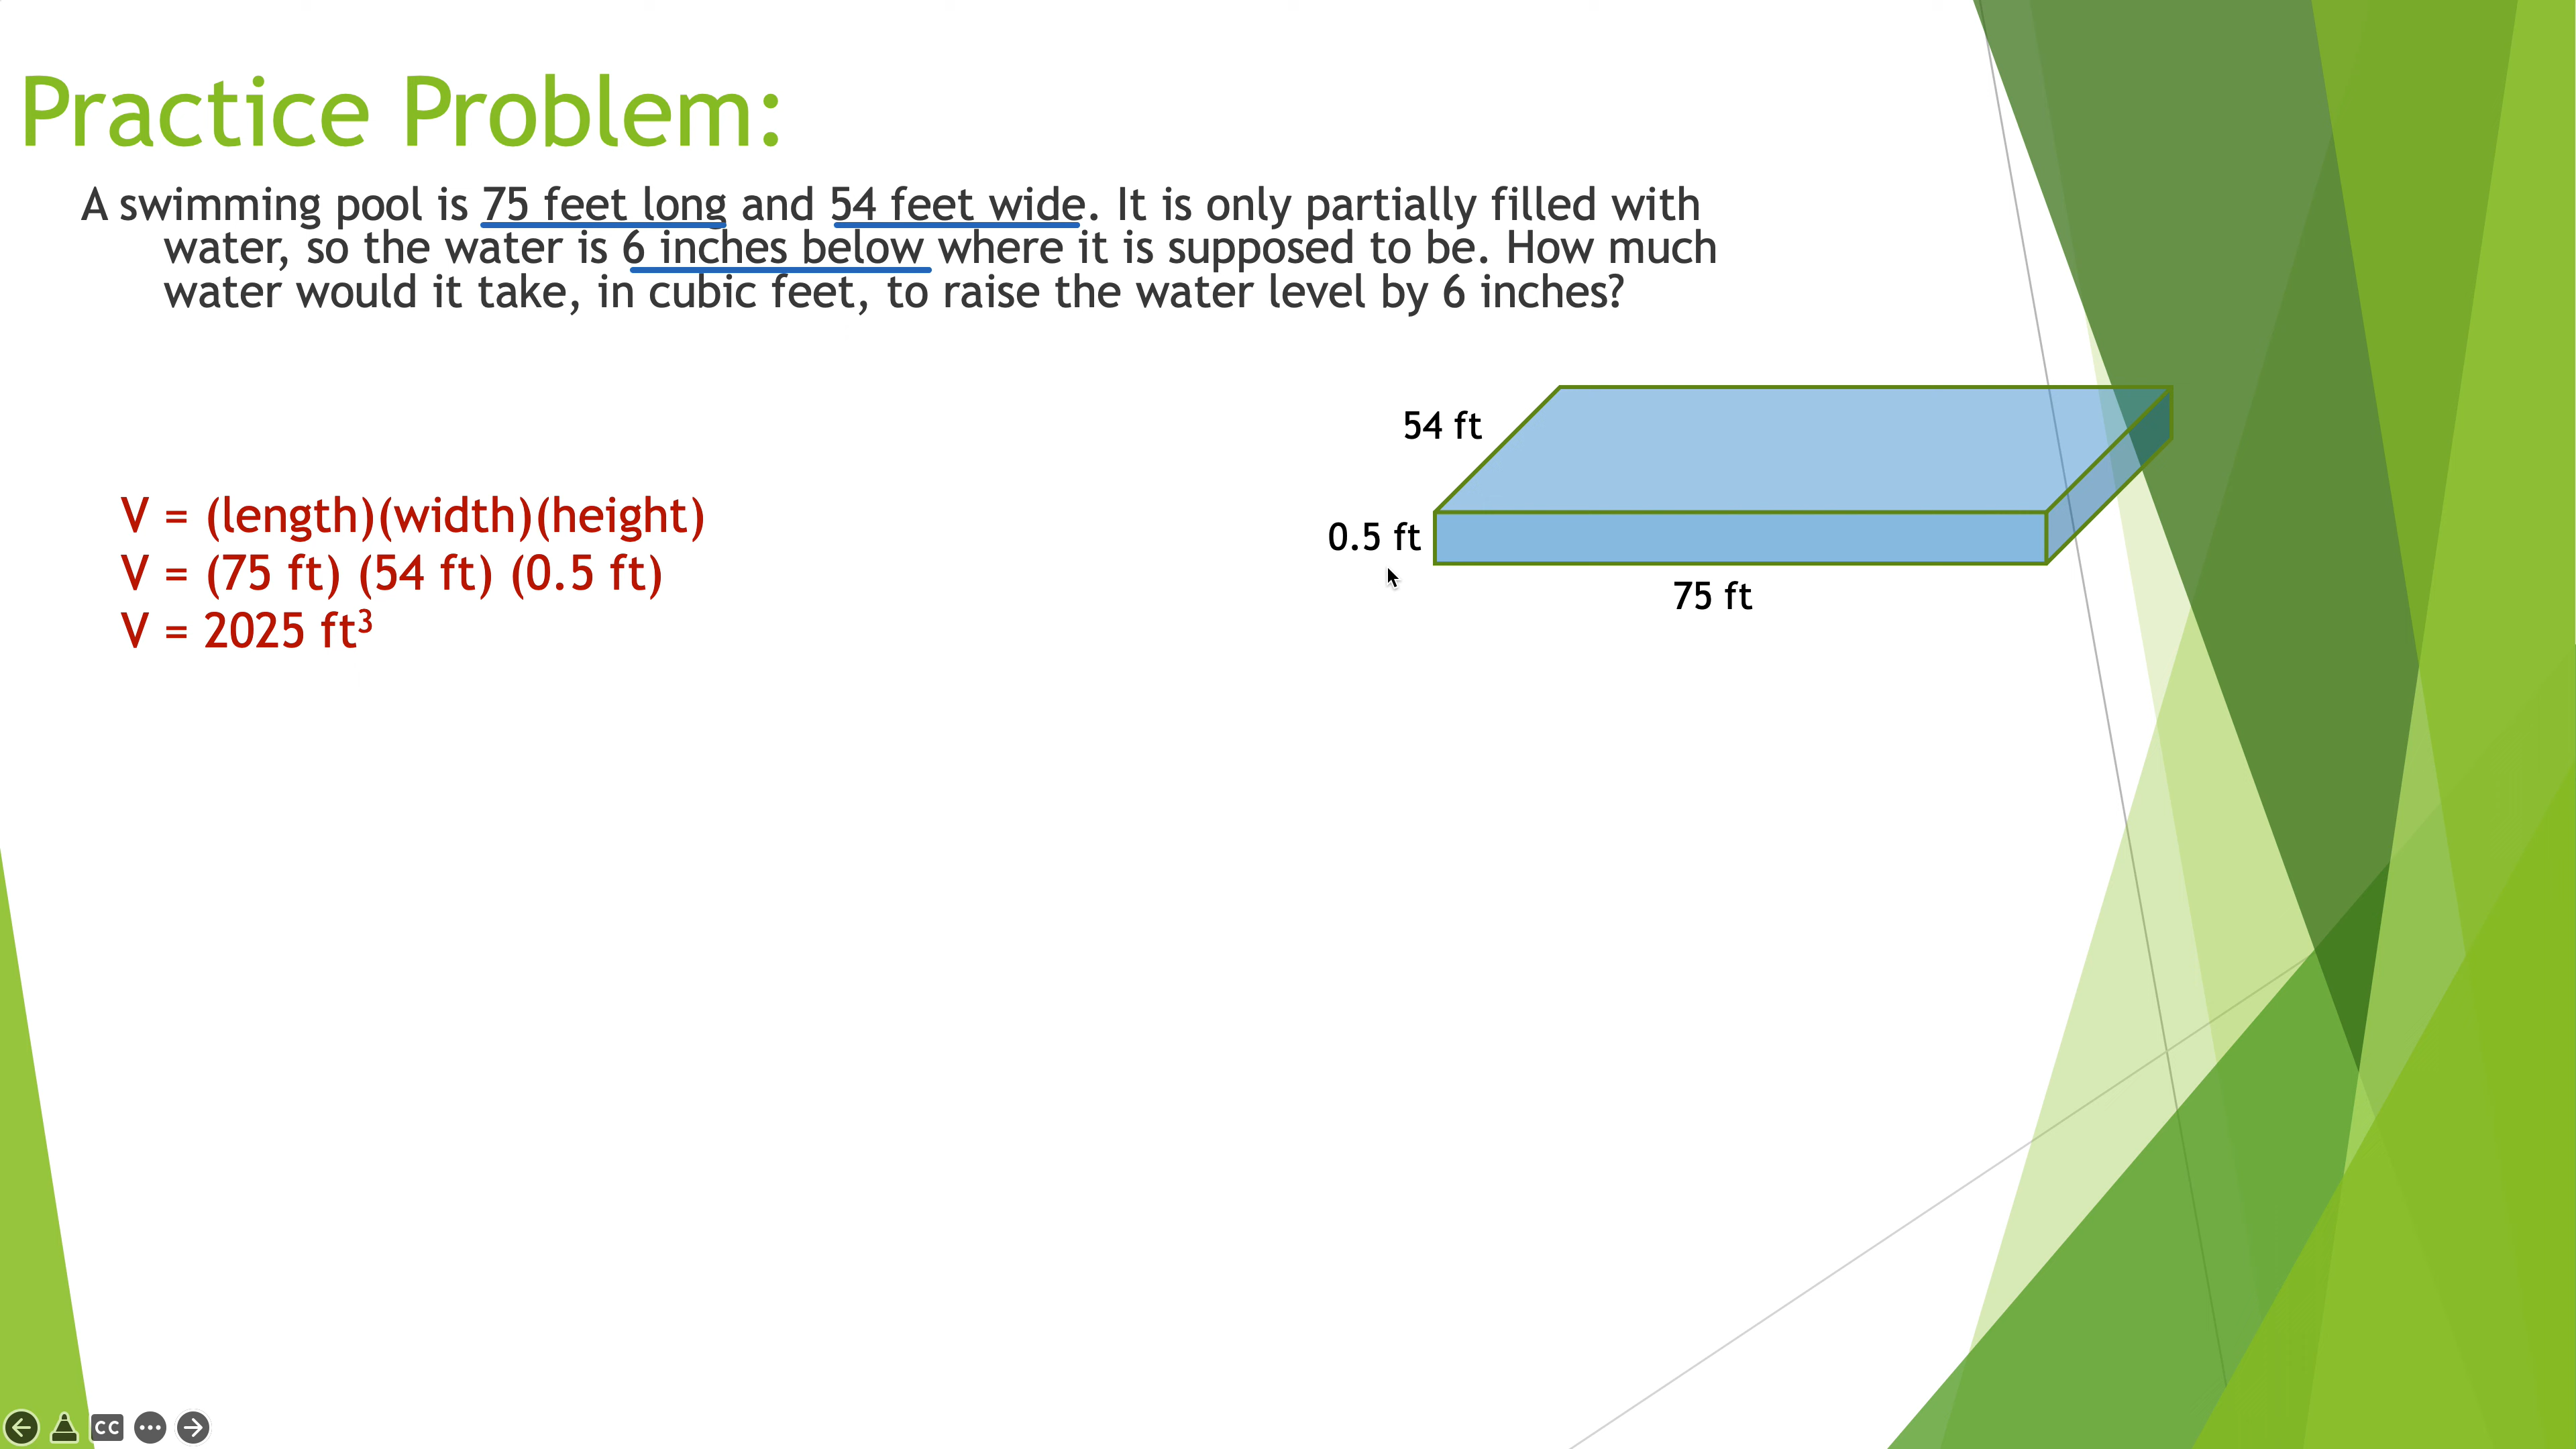 Practice Problem:
A swimming pool is 75 feet long and 54 feet wide. It is only partially filled with
water, so the water is 6 inches below where it is supposed to be. How much
water would it take, in cubic feet, to raise the water level by 6 inches?
54 ft
V = (length)(width)(height)
0.5 ft
V = (75 ft) (54 ft) (0.5 ft)
75 ft
V = 2025 ft³
CC